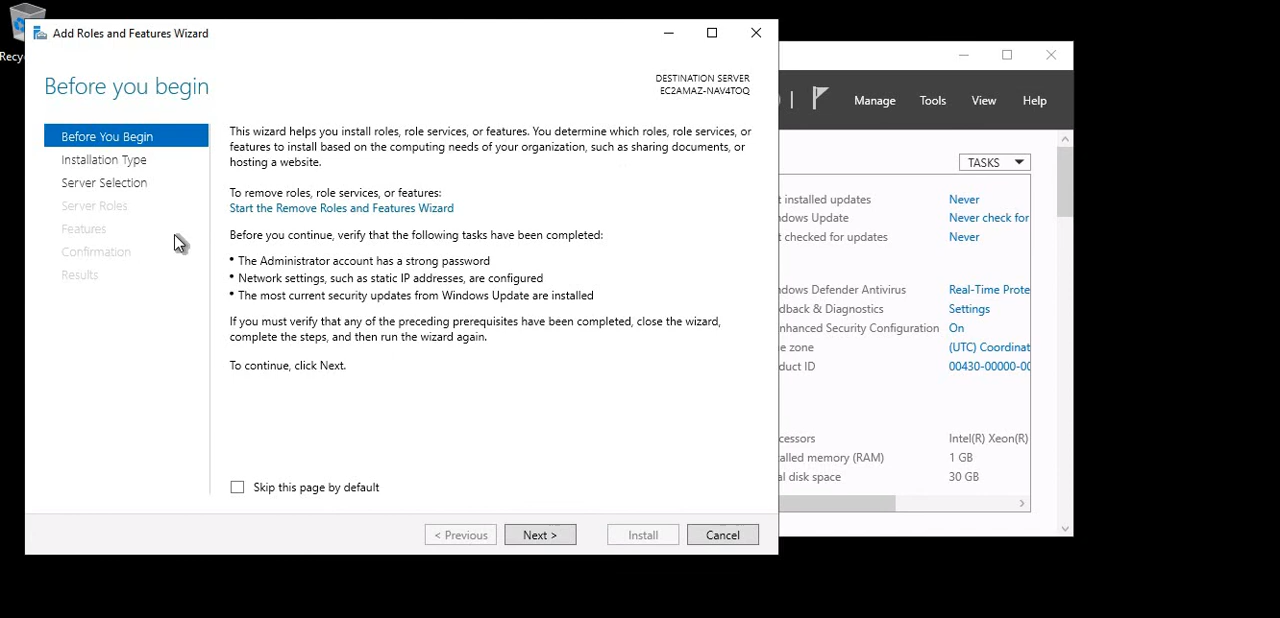 Recy
Add Roles and Features Wizard
Before you begin
DESTINATION SERVER
EC2AMAZ-NAV4TOQ
Before You Begin
Installation Type
Server Selection
Server Roles
Features
Confirmation
Results
This wizard helps you install roles, role services, or features. You determine which roles, role services, or
features to install based on the computing needs of your organization, such as sharing documents, or
hosting a website.
To remove roles, role services, or features:
Start the Remove Roles and Features Wizard
Before you continue, verify that the following tasks have been completed:
• The Administrator account has a strong password
• Network settings, such as static IP addresses, are configured
• The most current security updates from Windows Update are installed
If you must verify that any of the preceding prerequisites have been completed, close the wizard,
complete the steps, and then run the wizard again.
To continue, click Next.
Skip this page by default
< Previous
Next >
Install
Cancel
Manage
Tools
View
Help
TASKS
t installed updates Never
dows Update Never check for
t checked for updates Never
dows Defender Antivirus Real-Time Prote
dback & Diagnostics Settings
nhanced Security Configuration On
e zone (UTC) Coordinat
duct ID 00430-00000-00
cessors Intel(R) Xeon(R)
alled memory (RAM) 1 GB
al disk space 30 GB